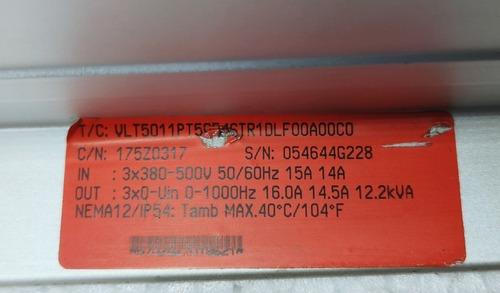 C/N: 175Z0317 S/N: 054644G228
IN : 3x380-500V 50/60Hz 15A 14A
OUT : 3x0-Uin 0-1000Hz 16.0A 14.5A 12.2kVA
NEMA12/IP54: Tamb MAX.40°C/104°F